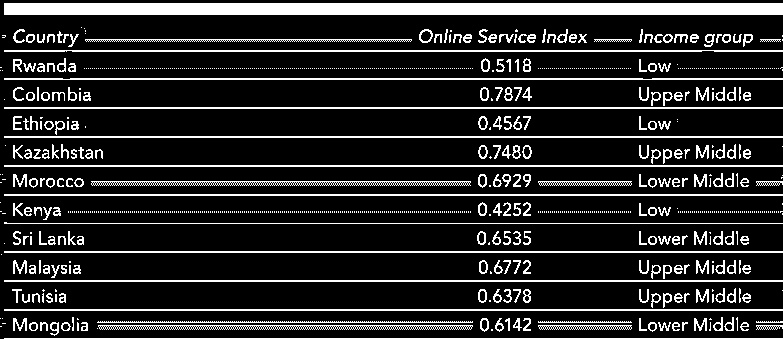 Country Online Service Index Income group
Rwanda 0.5118 Low
Colombia 0.7874 Upper Middle
Ethiopia 0.4567 Low
Kazakhstan 0.7480 Upper Middle
Morocco 0.6929 Lower Middle
Kenya 0.4252 Low
Sri Lanka 0.6535 Lower Middle
Malaysia 0.6772 Upper Middle
Tunisia 0.6378 Upper Middle
Mongolia 0.6142 Lower Middle